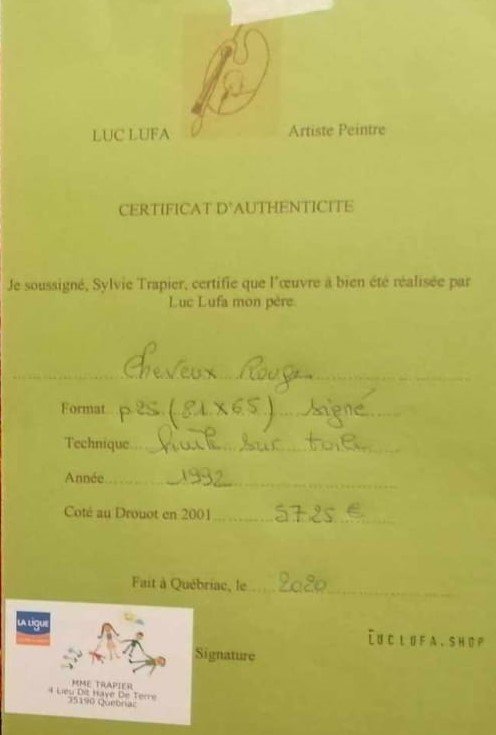 LUC LUFA Artiste Peintre
CERTIFICAT D'AUTHENTICITE
Je soussigné, Sylvie Trapier, certifie que l'œuvre à bien été réalisée par
Luc Lufa mon père.
Cheveux Rouges
Format p25 (81 x 65) signé
Technique huile sur toile
Année 1992
Coté au Drouot en 2001 5725 €
Fait à Québriac, le 2020
LA LIGUE
MME TRAPIER
4 Lieu Dit Haye De Terre
35190 Québriac
Signature
LUCLUFA.SHOP